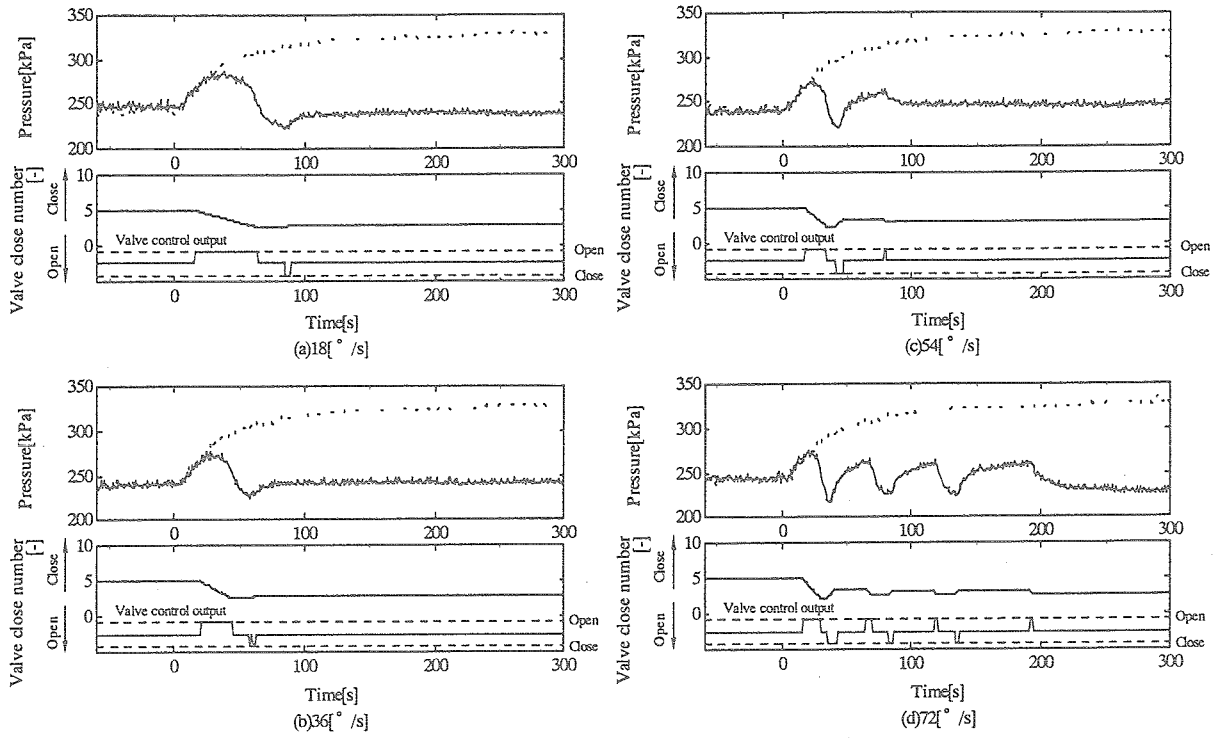 350
300
250
200
Pressure[kPa]
0
100
200
300
10
5
0
Valve close number
[-]
Close
Open
Valve control output
Open
Close
0
100
200
300
Time[s]
(a)18[ ° /s]
350
300
250
200
Pressure[kPa]
0
100
200
300
10
5
0
Valve close number
[-]
Close
Open
Valve control output
Open
Close
0
100
200
300
Time[s]
(c)54[ ° /s]
350
300
250
200
Pressure[kPa]
0
100
200
300
10
5
0
Valve close number
[-]
Close
Open
Valve control output
Open
Close
0
100
200
300
Time[s]
(b)36[ ° /s]
350
300
250
200
Pressure[kPa]
0
100
200
300
10
5
0
Valve close number
[-]
Close
Open
Valve control output
Open
Close
0
100
200
300
Time[s]
(d)72[ ° /s]